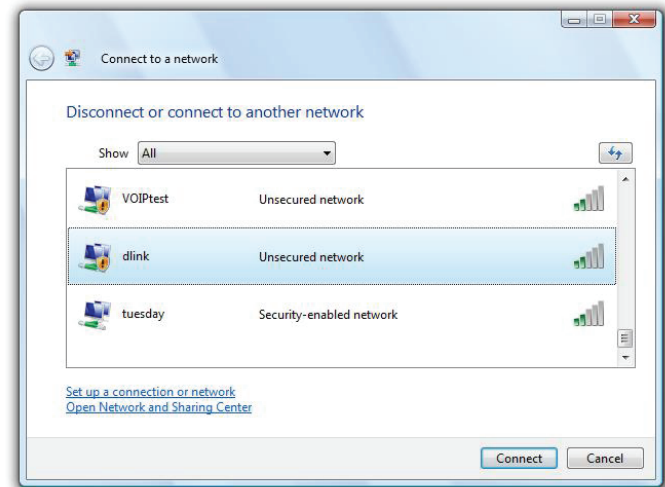 Connect to a network
Disconnect or connect to another network
Show All
VOIPtest Unsecured network
dlink Unsecured network
tuesday Security-enabled network
Set up a connection or network
Open Network and Sharing Center
Connect Cancel